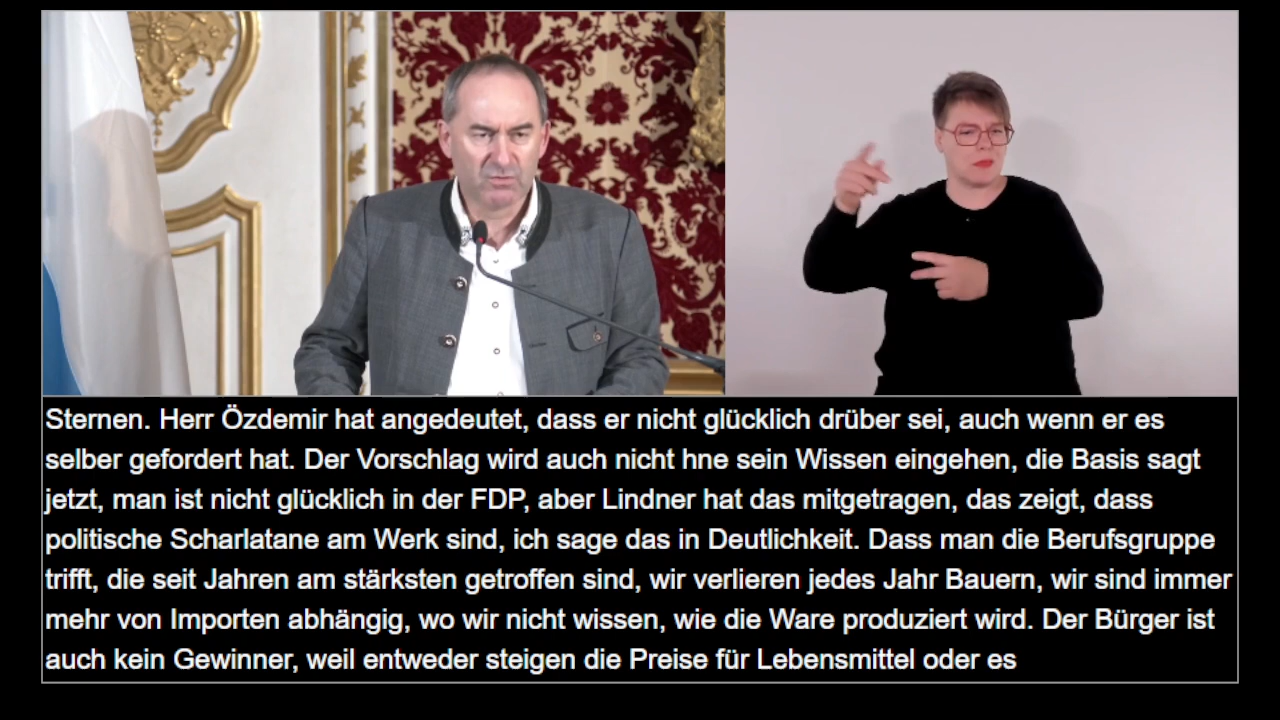 Sternen. Herr Özdemir hat angedeutet, dass er nicht glücklich drüber sei, auch wenn er es
selber gefordert hat. Der Vorschlag wird auch nicht hne sein Wissen eingehen, die Basis sagt
jetzt, man ist nicht glücklich in der FDP, aber Lindner hat das mitgetragen, das zeigt, dass
politische Scharlatane am Werk sind, ich sage das in Deutlichkeit. Dass man die Berufsgruppe
trifft, die seit Jahren am stärksten getroffen sind, wir verlieren jedes Jahr Bauern, wir sind immer
mehr von Importen abhängig, wo wir nicht wissen, wie die Ware produziert wird. Der Bürger ist
auch kein Gewinner, weil entweder steigen die Preise für Lebensmittel oder es